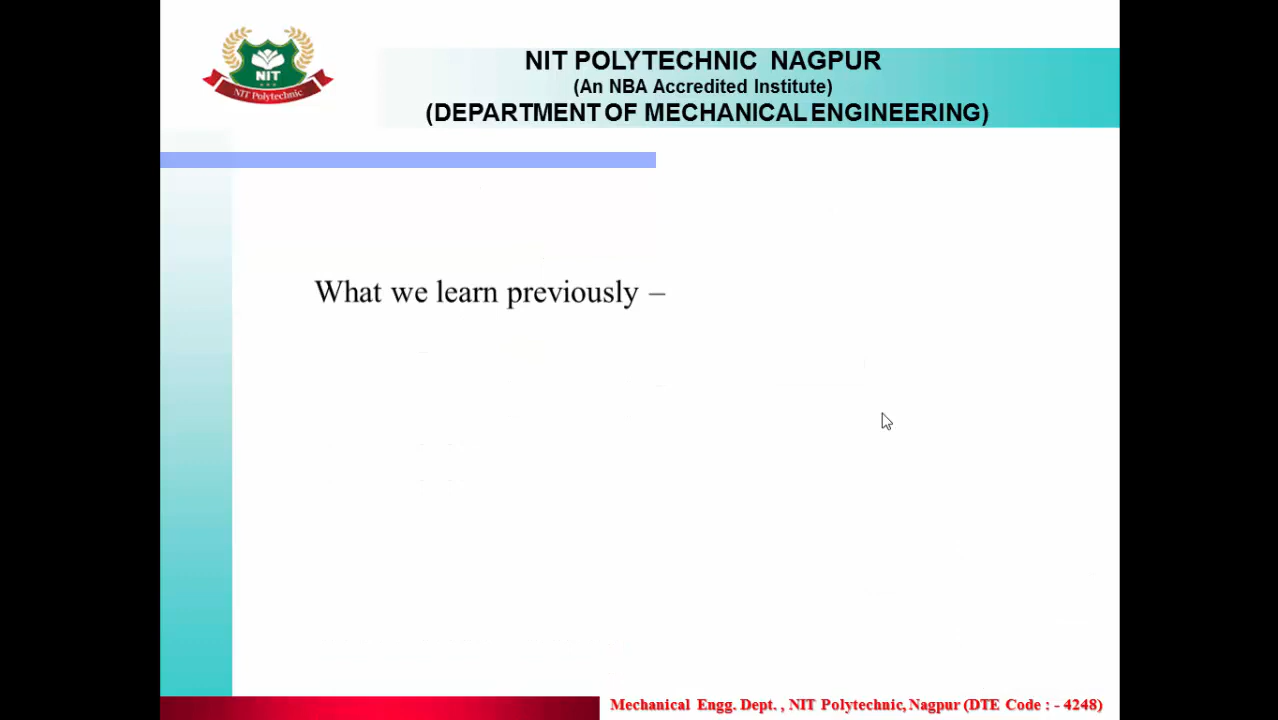 NIT
NIT Polytechnic
NIT POLYTECHNIC NAGPUR
(An NBA Accredited Institute)
(DEPARTMENT OF MECHANICAL ENGINEERING)
What we learn previously –
Mechanical Engg. Dept. , NIT Polytechnic, Nagpur (DTE Code : - 4248)